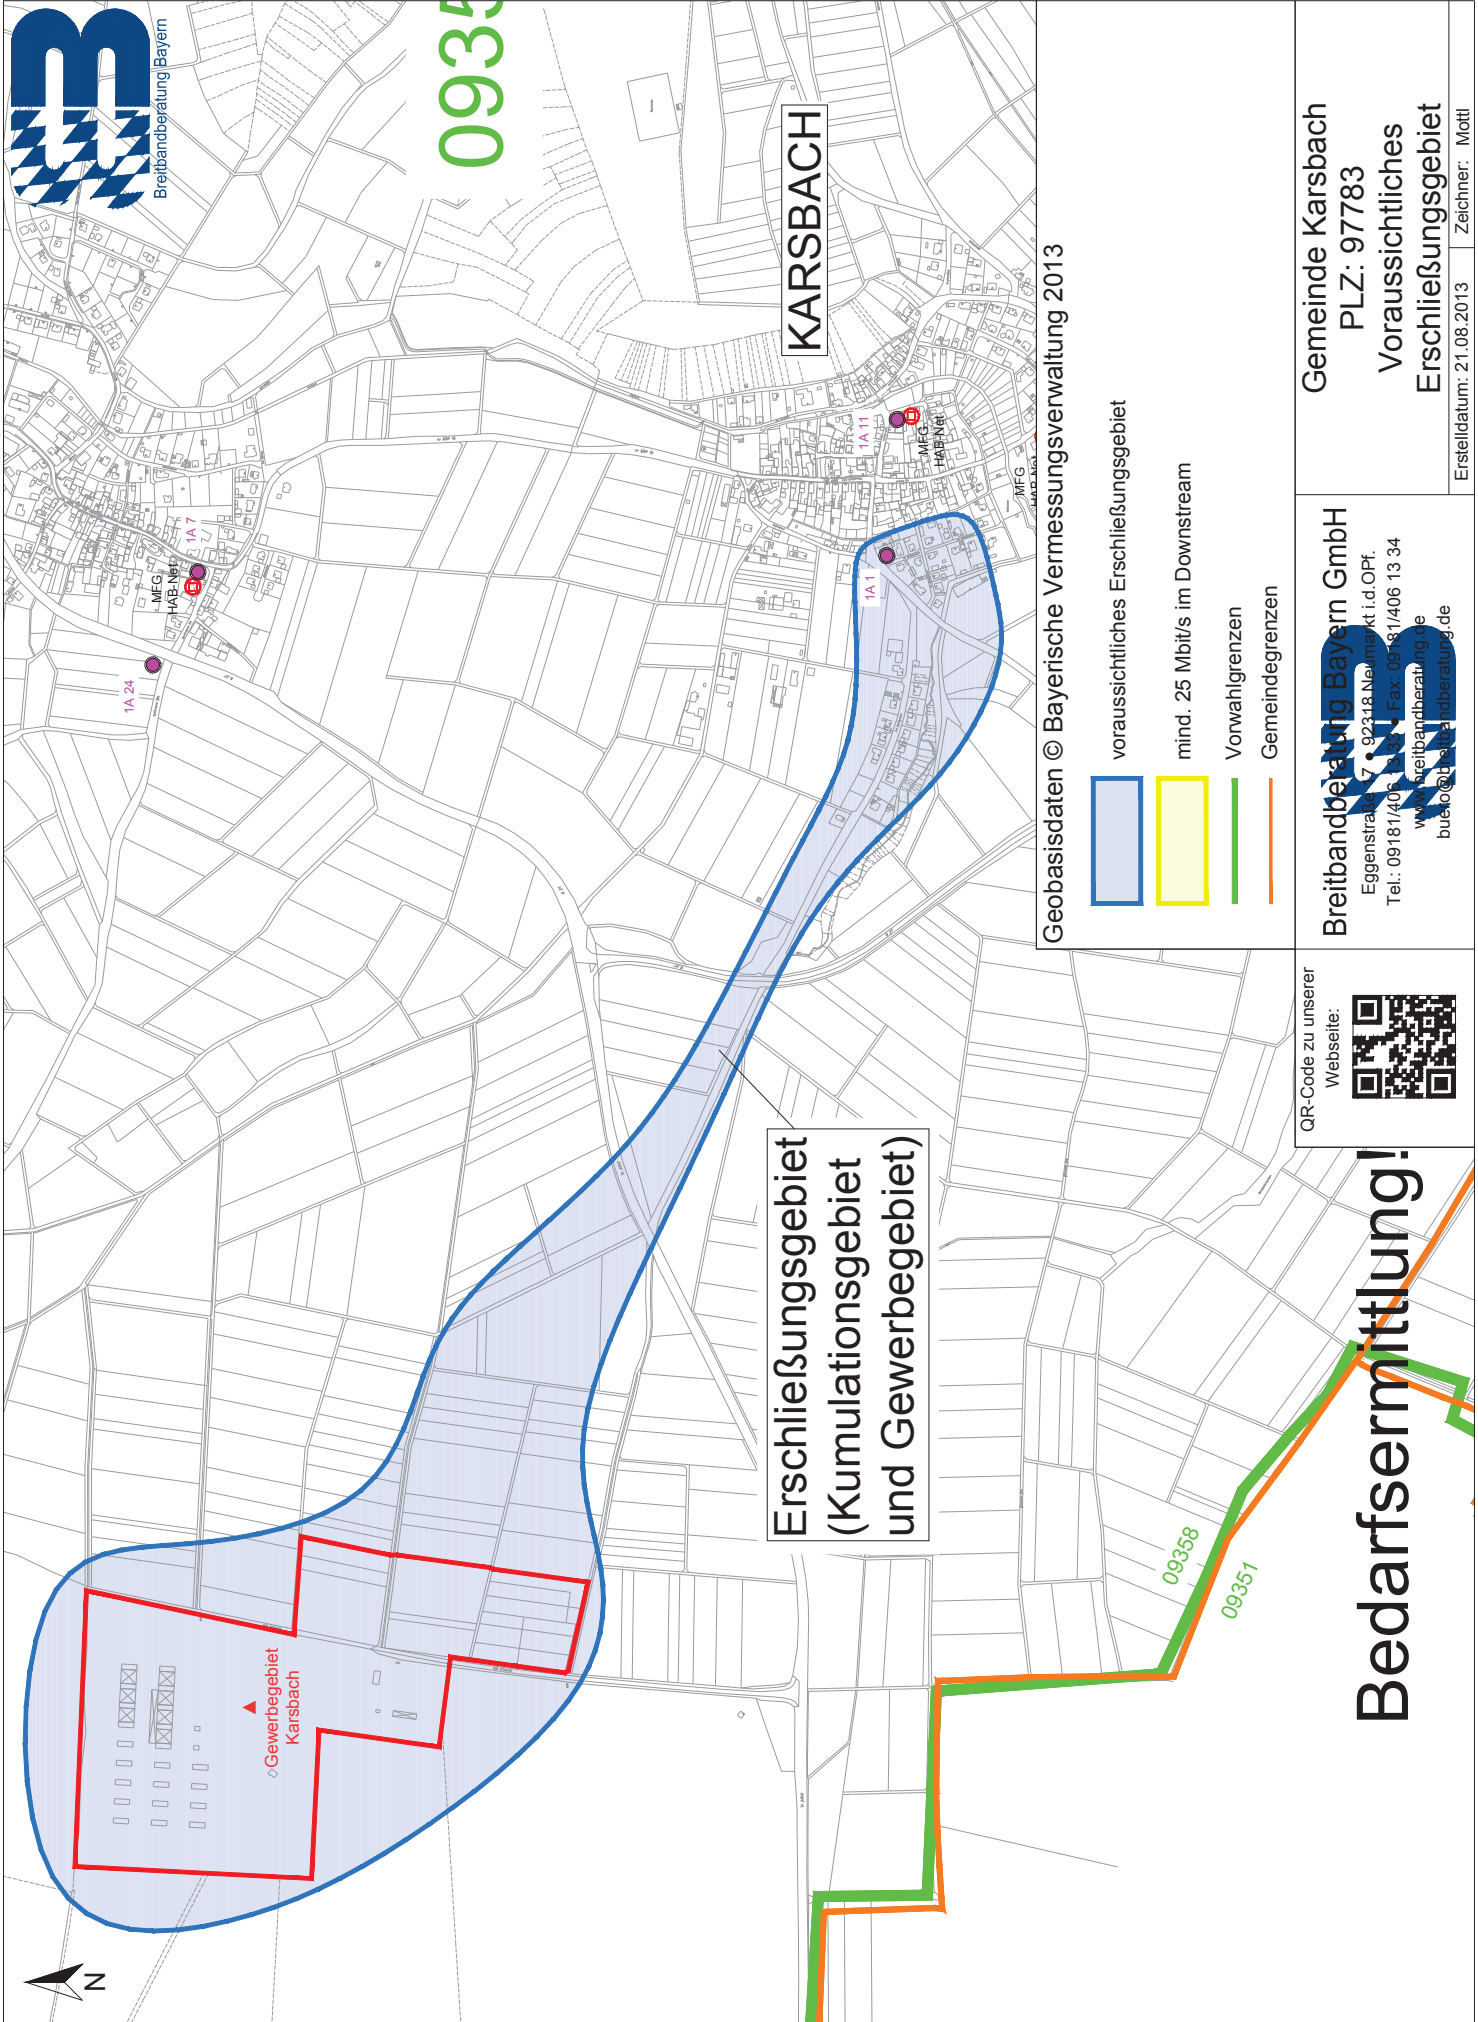 Breitbandberatung Bayern
0935
KARSBACH
1A 7
MFG
HAB-Net
1A 24
1A 11
MFG
HAB-Net
1A 1
MFG
HAB-Net
Erschließungsgebiet
(Kumulationsgebiet
und Gewerbegebiet)
Gewerbegebiet
Karsbach
N
09358
09351
Bedarfsermittlung!
Geobasisdaten © Bayerische Vermessungsverwaltung 2013
voraussichtliches Erschließungsgebiet
mind. 25 Mbit/s im Downstream
Vorwahlgrenzen
Gemeindegrenzen
QR-Code zu unserer
Webseite:
Breitbandberatung Bayern GmbH
Eggenstraße 17 • 92318 Neumarkt i.d.OPf.
Tel.: 09181/406 13 33 • Fax: 09181/406 13 34
www.breitbandberatung.de
buero@breitbandberatung.de
Gemeinde Karsbach
PLZ: 97783
Voraussichtliches
Erschließungsgebiet
Erstelldatum: 21.08.2013
Zeichner: Mottl